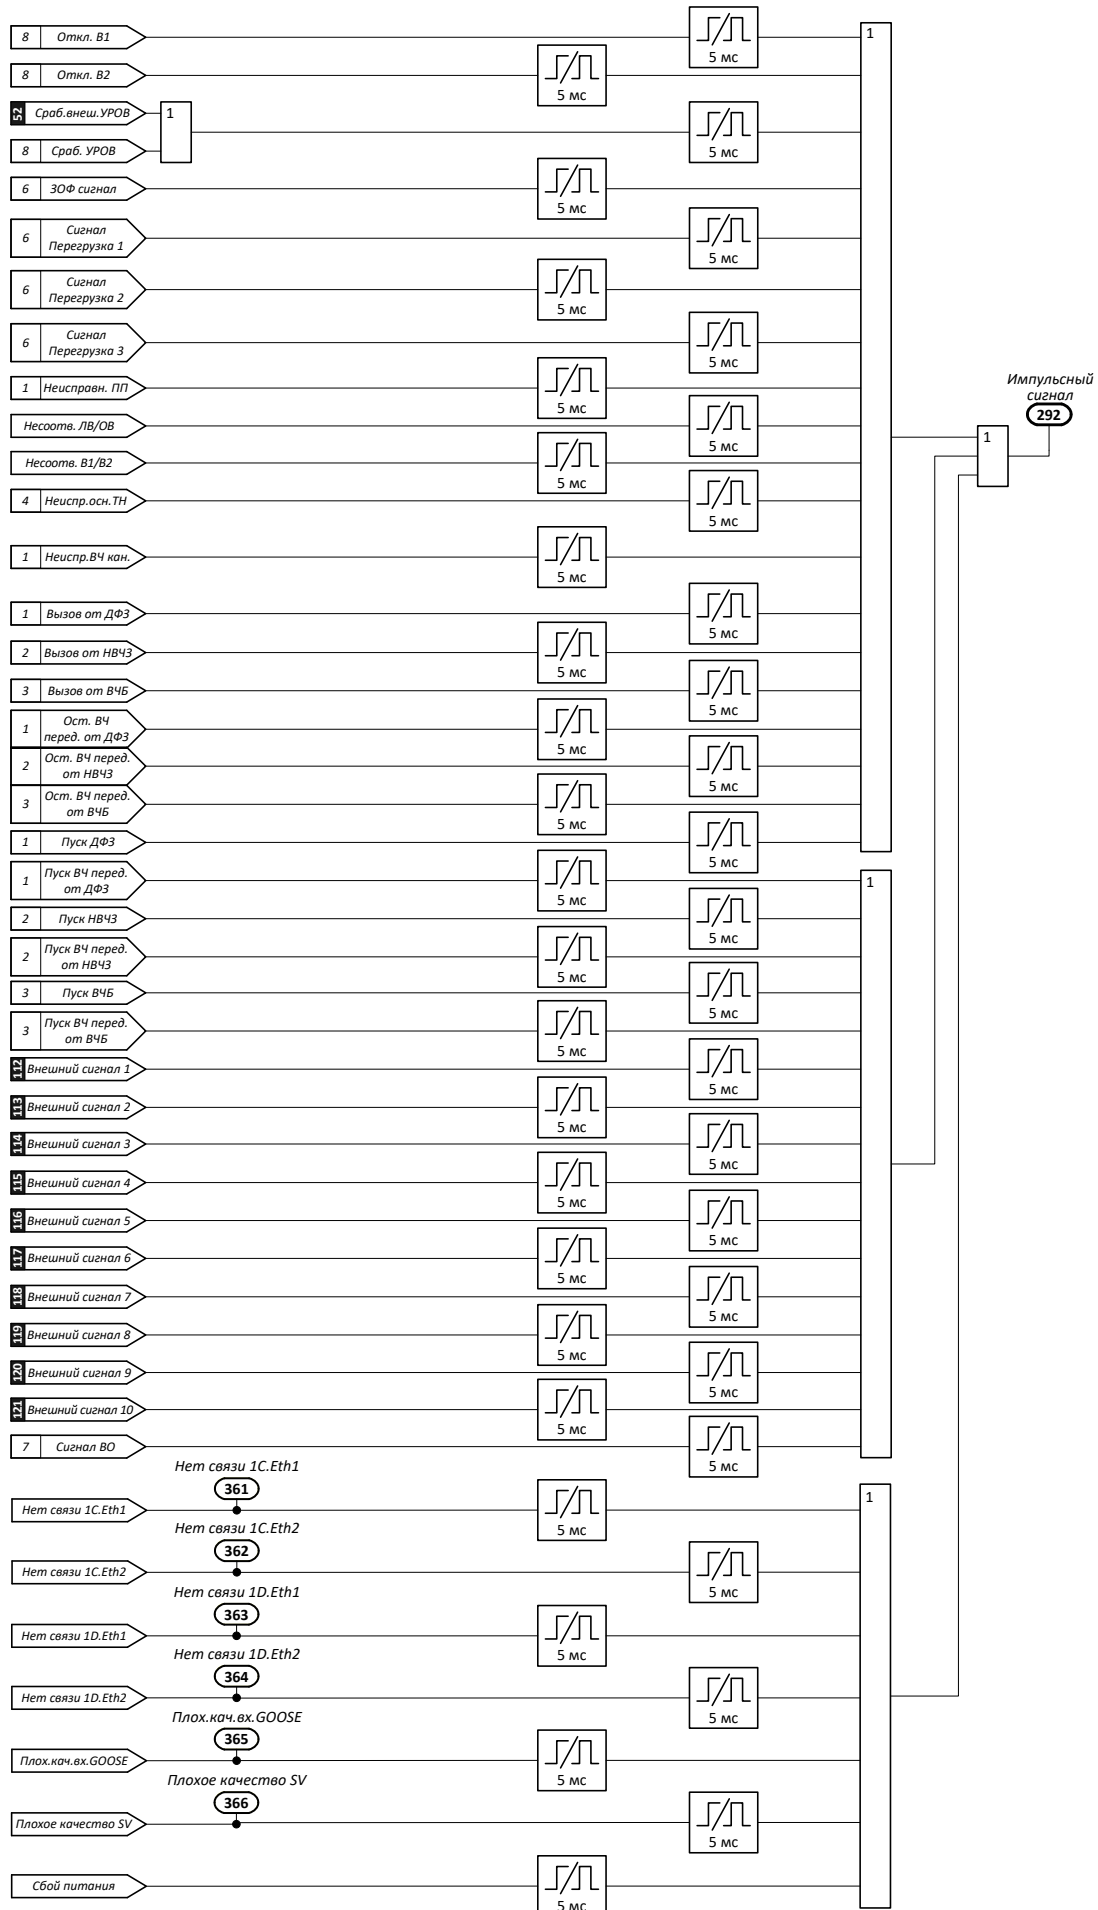 8 Откл. В1
5 мс
1
8 Откл. В2
5 мс
52 Сраб.внеш.УРОВ
1
5 мс
8 Сраб. УРОВ
6 ЗОФ сигнал
5 мс
6 Сигнал
Перегрузка 1
5 мс
6 Сигнал
Перегрузка 2
5 мс
6 Сигнал
Перегрузка 3
5 мс
1 Неисправн. ПП
5 мс
Импульсный
сигнал
292
Несоотв. ЛВ/ОВ
5 мс
1
Несоотв. В1/В2
5 мс
4 Неиспр.осн.ТН
5 мс
1 Неиспр.ВЧ кан.
5 мс
1 Вызов от ДФЗ
5 мс
2 Вызов от НВЧЗ
5 мс
3 Вызов от ВЧБ
5 мс
1 Ост. ВЧ
перед. от ДФЗ
5 мс
2 Ост. ВЧ перед.
от НВЧЗ
5 мс
3 Ост. ВЧ перед.
от ВЧБ
5 мс
1 Пуск ДФЗ
5 мс
1 Пуск ВЧ перед.
от ДФЗ
5 мс
1
2 Пуск НВЧЗ
5 мс
2 Пуск ВЧ перед.
от НВЧЗ
5 мс
3 Пуск ВЧБ
5 мс
3 Пуск ВЧ перед.
от ВЧБ
5 мс
112 Внешний сигнал 1
5 мс
113 Внешний сигнал 2
5 мс
114 Внешний сигнал 3
5 мс
115 Внешний сигнал 4
5 мс
116 Внешний сигнал 5
5 мс
117 Внешний сигнал 6
5 мс
118 Внешний сигнал 7
5 мс
119 Внешний сигнал 8
5 мс
120 Внешний сигнал 9
5 мс
121 Внешний сигнал 10
5 мс
7 Сигнал ВО
5 мс
Нет связи 1C.Eth1
361
Нет связи 1C.Eth1
5 мс
1
Нет связи 1C.Eth2
362
Нет связи 1C.Eth2
5 мс
Нет связи 1D.Eth1
363
Нет связи 1D.Eth1
5 мс
Нет связи 1D.Eth2
364
Нет связи 1D.Eth2
5 мс
Плох.кач.вх.GOOSE
365
Плох.кач.вх.GOOSE
5 мс
Плохое качество SV
366
Плохое качество SV
5 мс
Сбой питания
5 мс